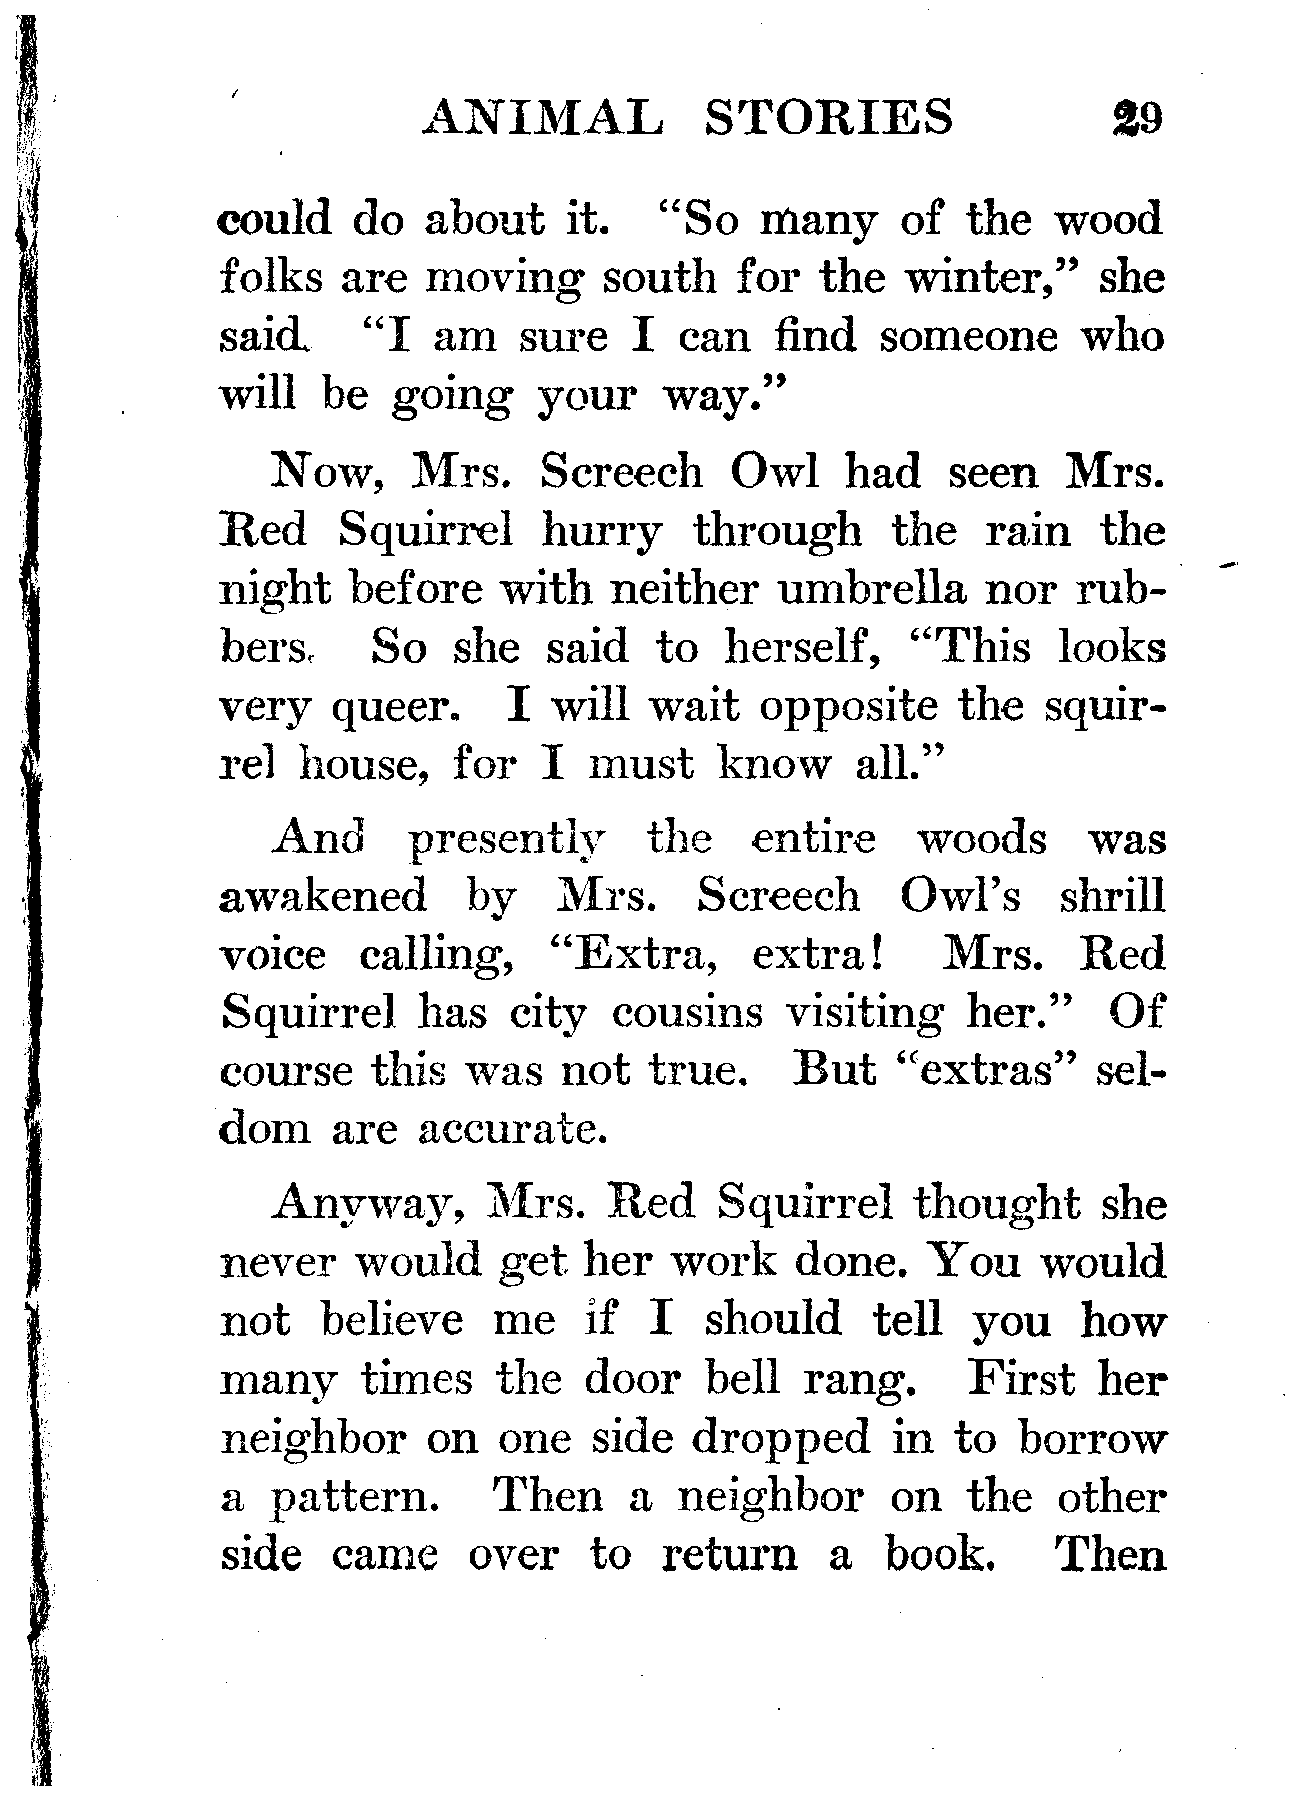 ANIMAL STORIES 29
could do about it. “So many of the wood
folks are moving south for the winter,” she
said. “I am sure I can find someone who
will be going your way.”
Now, Mrs. Screech Owl had seen Mrs.
Red Squirrel hurry through the rain the
night before with neither umbrella nor rub-
bers. So she said to herself, “This looks
very queer. I will wait opposite the squir-
rel house, for I must know all.”
And presently the entire woods was
awakened by Mrs. Screech Owl’s shrill
voice calling, “Extra, extra! Mrs. Red
Squirrel has city cousins visiting her.” Of
course this was not true. But “extras” sel-
dom are accurate.
Anyway, Mrs. Red Squirrel thought she
never would get her work done. You would
not believe me if I should tell you how
many times the door bell rang. First her
neighbor on one side dropped in to borrow
a pattern. Then a neighbor on the other
side came over to return a book. Then